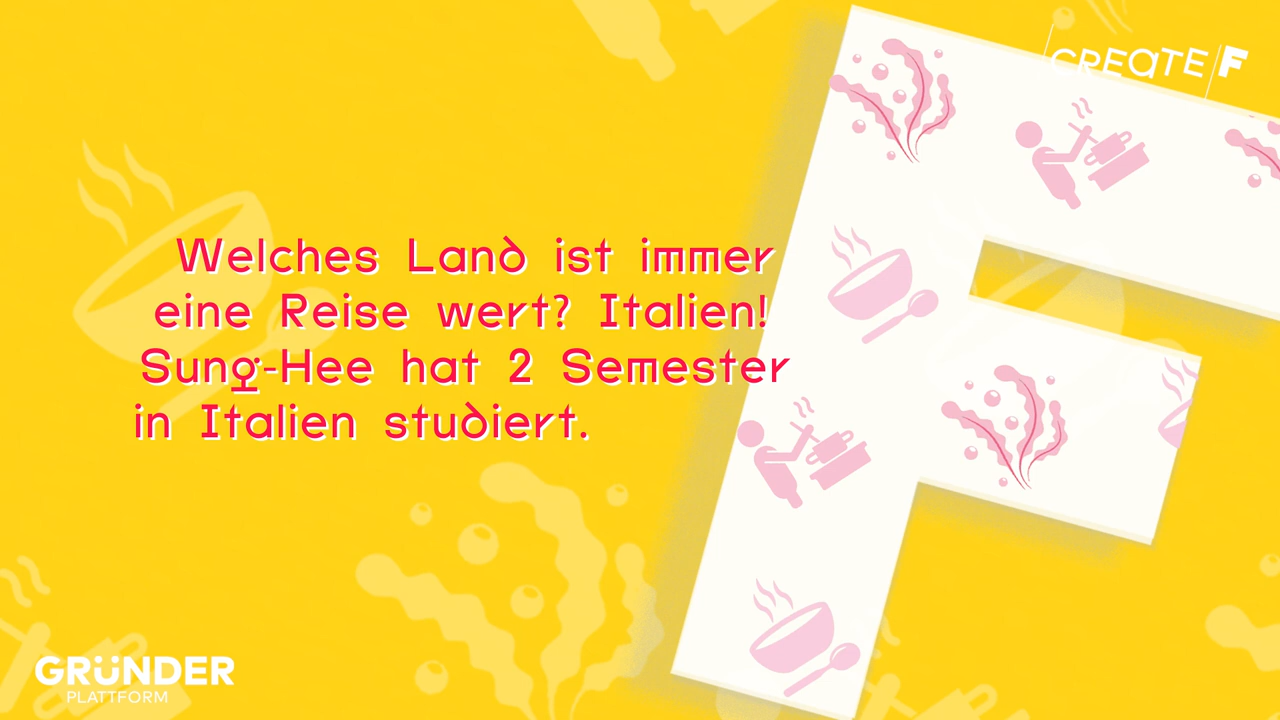 CREATE F
Welches Land ist immer
eine Reise wert? Italien!
Sung-Hee hat 2 Semester
in Italien studiert.
GRÜNDER
PLATTFORM